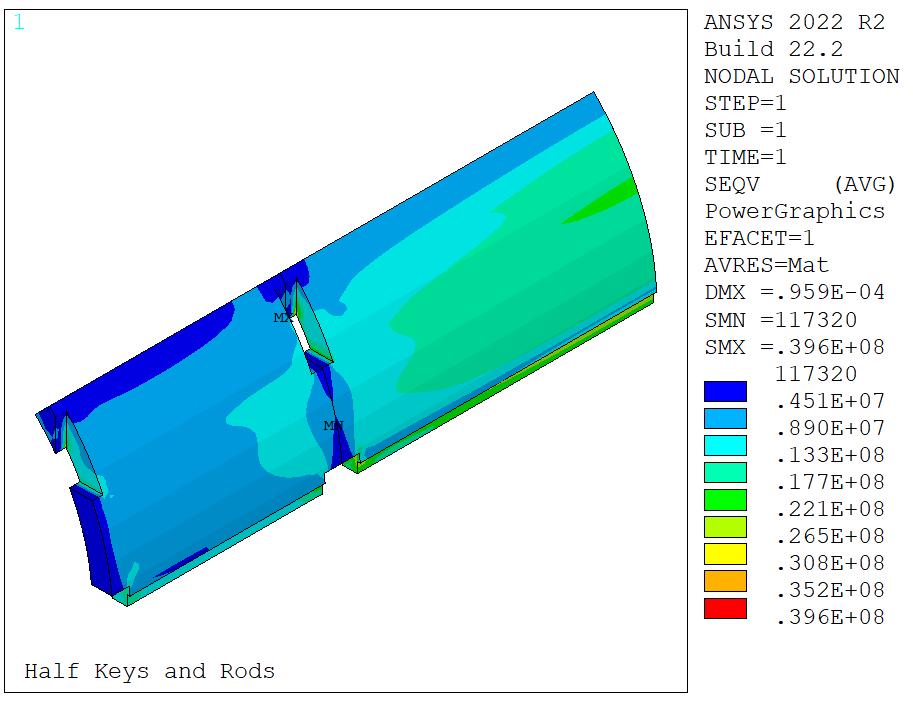 1
ANSYS 2022 R2
Build 22.2
NODAL SOLUTION
STEP=1
SUB =1
TIME=1
SEQV (AVG)
PowerGraphics
EFACET=1
AVRES=Mat
DMX =.959E-04
SMN =117320
SMX =.396E+08
117320
.451E+07
.890E+07
.133E+08
.177E+08
.221E+08
.265E+08
.308E+08
.352E+08
.396E+08
MX
MN
Half Keys and Rods